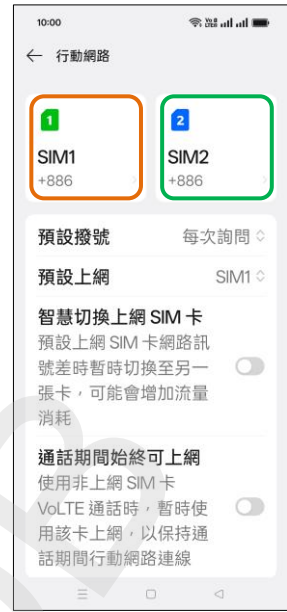 10:00
行動網路
1
SIM1
+886
2
SIM2
+886
預設撥號 每次詢問
預設上網 SIM1
智慧切換上網 SIM 卡
預設上網 SIM 卡網路訊
號差時暫時切換至另一
張卡，可能會增加流量
消耗
通話期間始終可上網
使用非上網 SIM 卡
VoLTE 通話時，暫時使
用該卡上網，以保持通
話期間行動網路連線